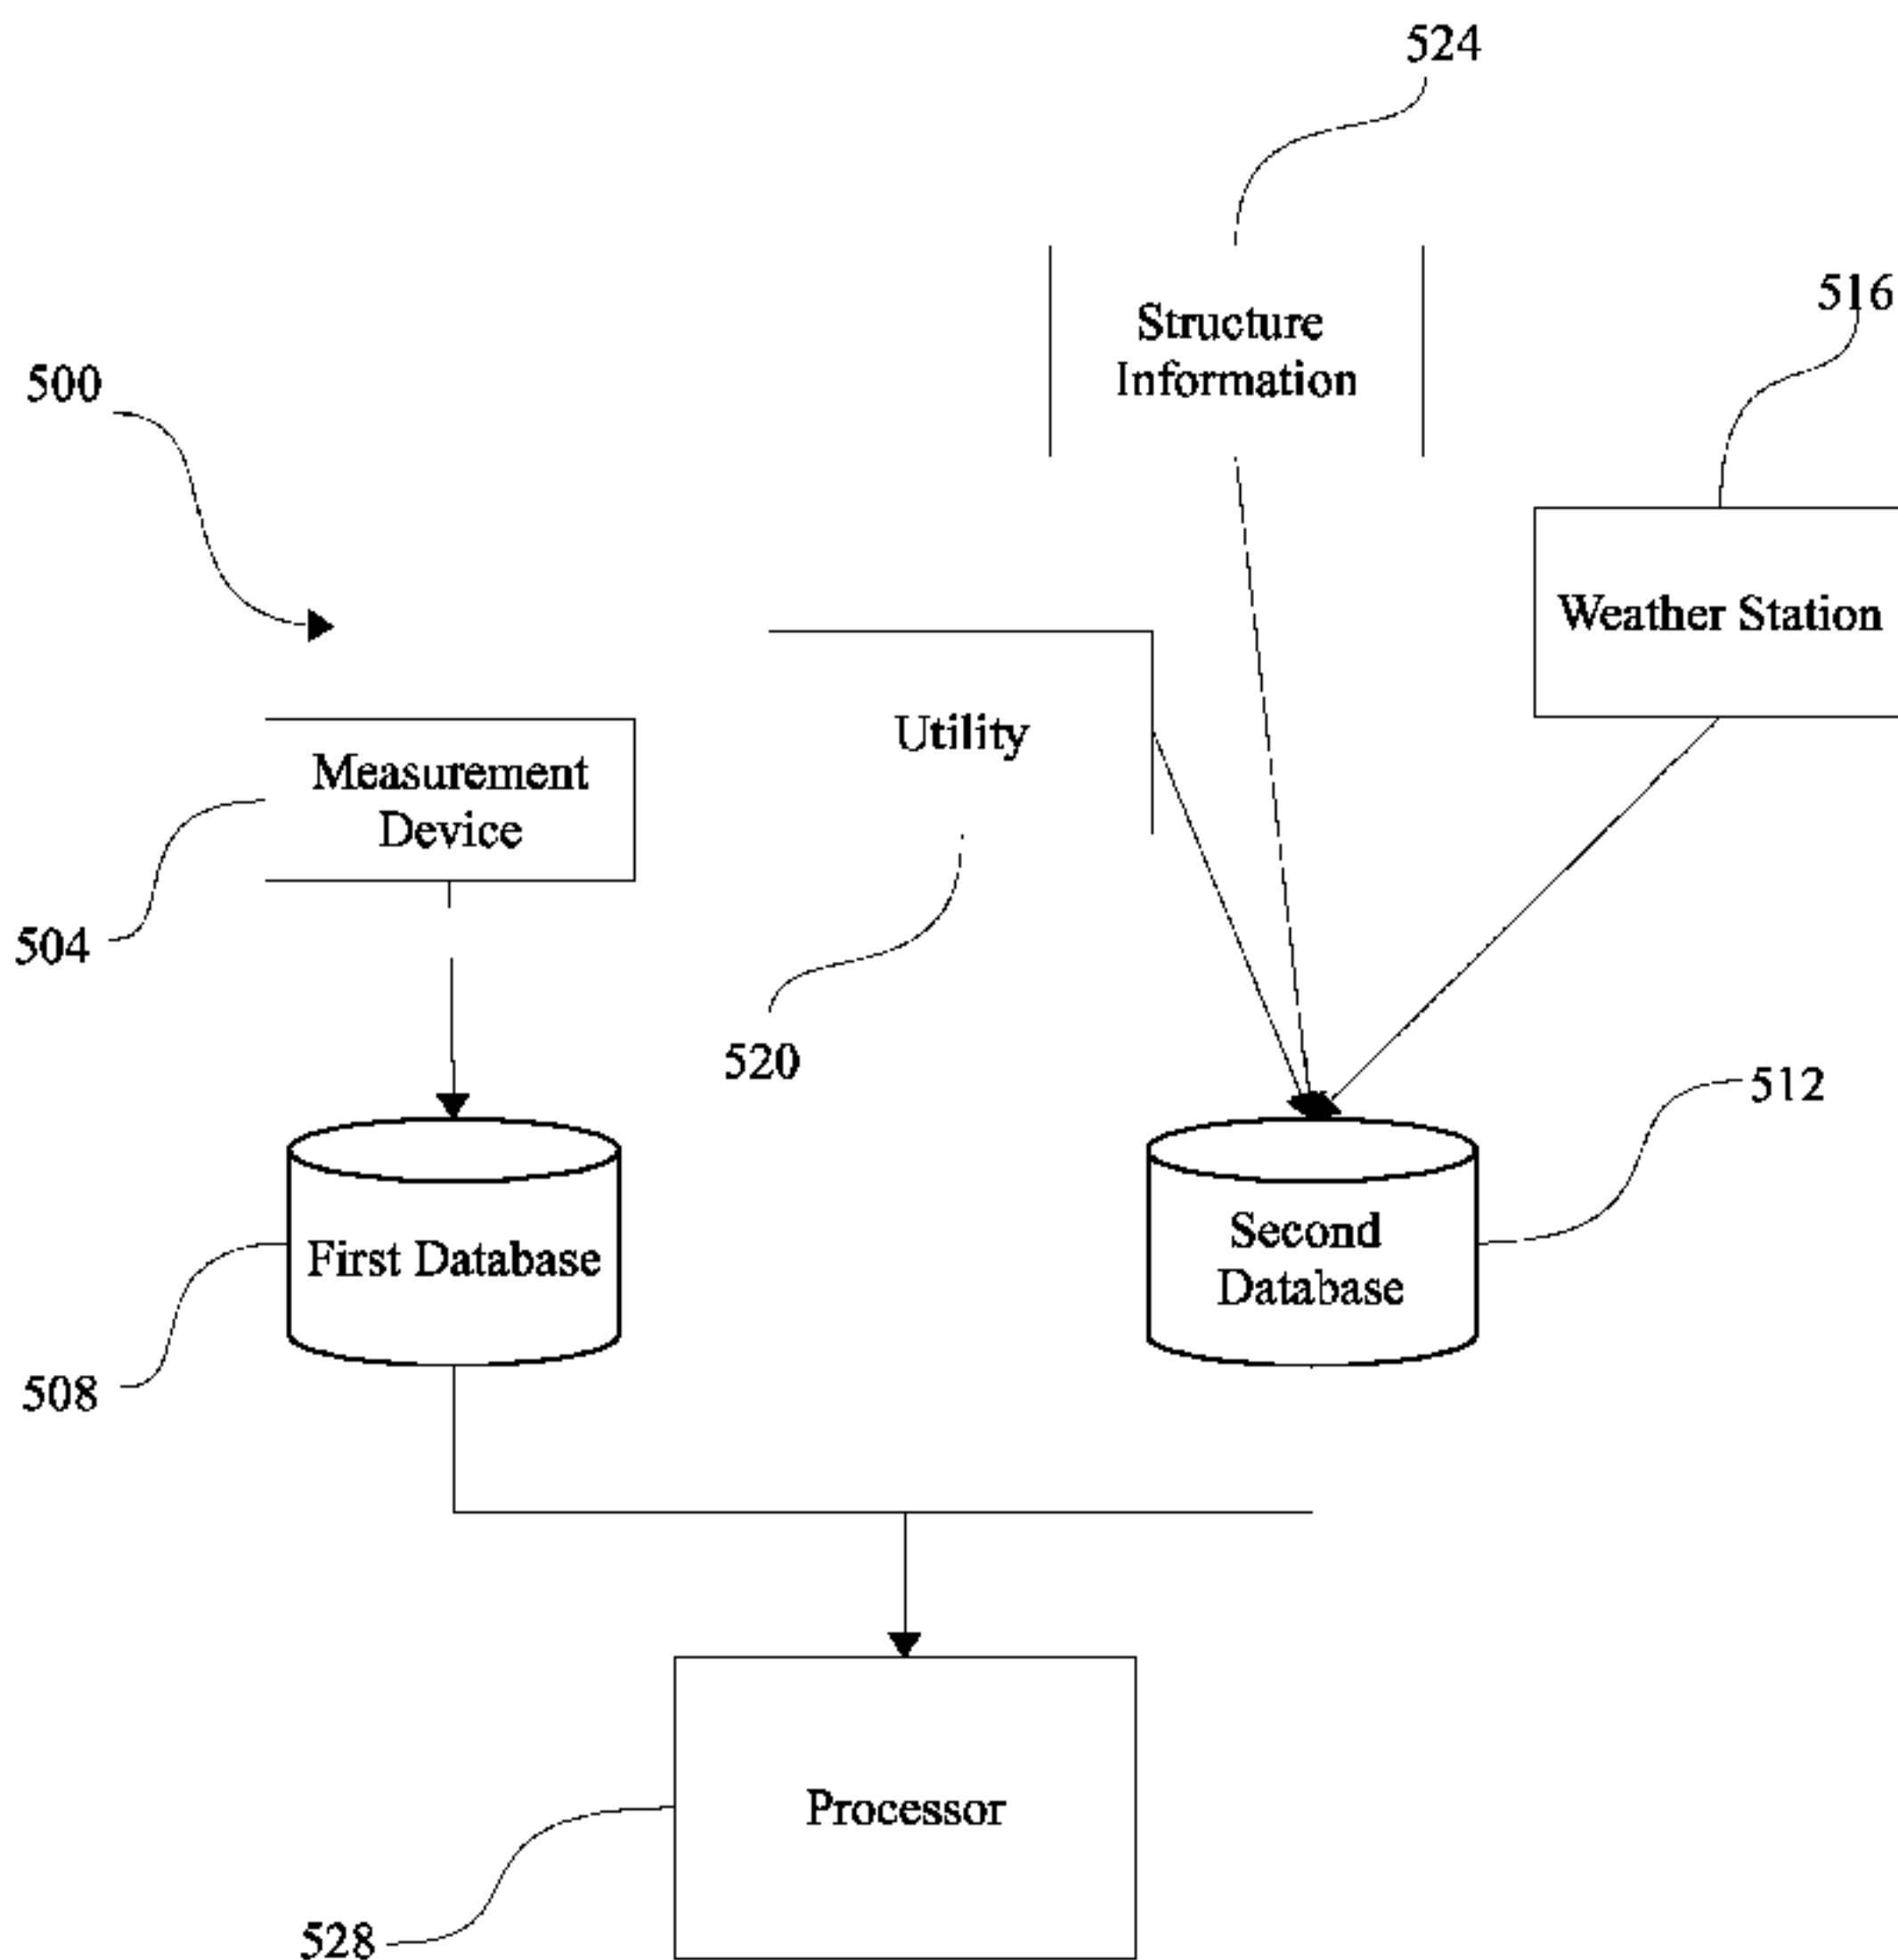 524
516
Structure
Information
500
Weather Station
Utility
Measurement
Device
504
520
512
First Database
Second
Database
508
Processor
528